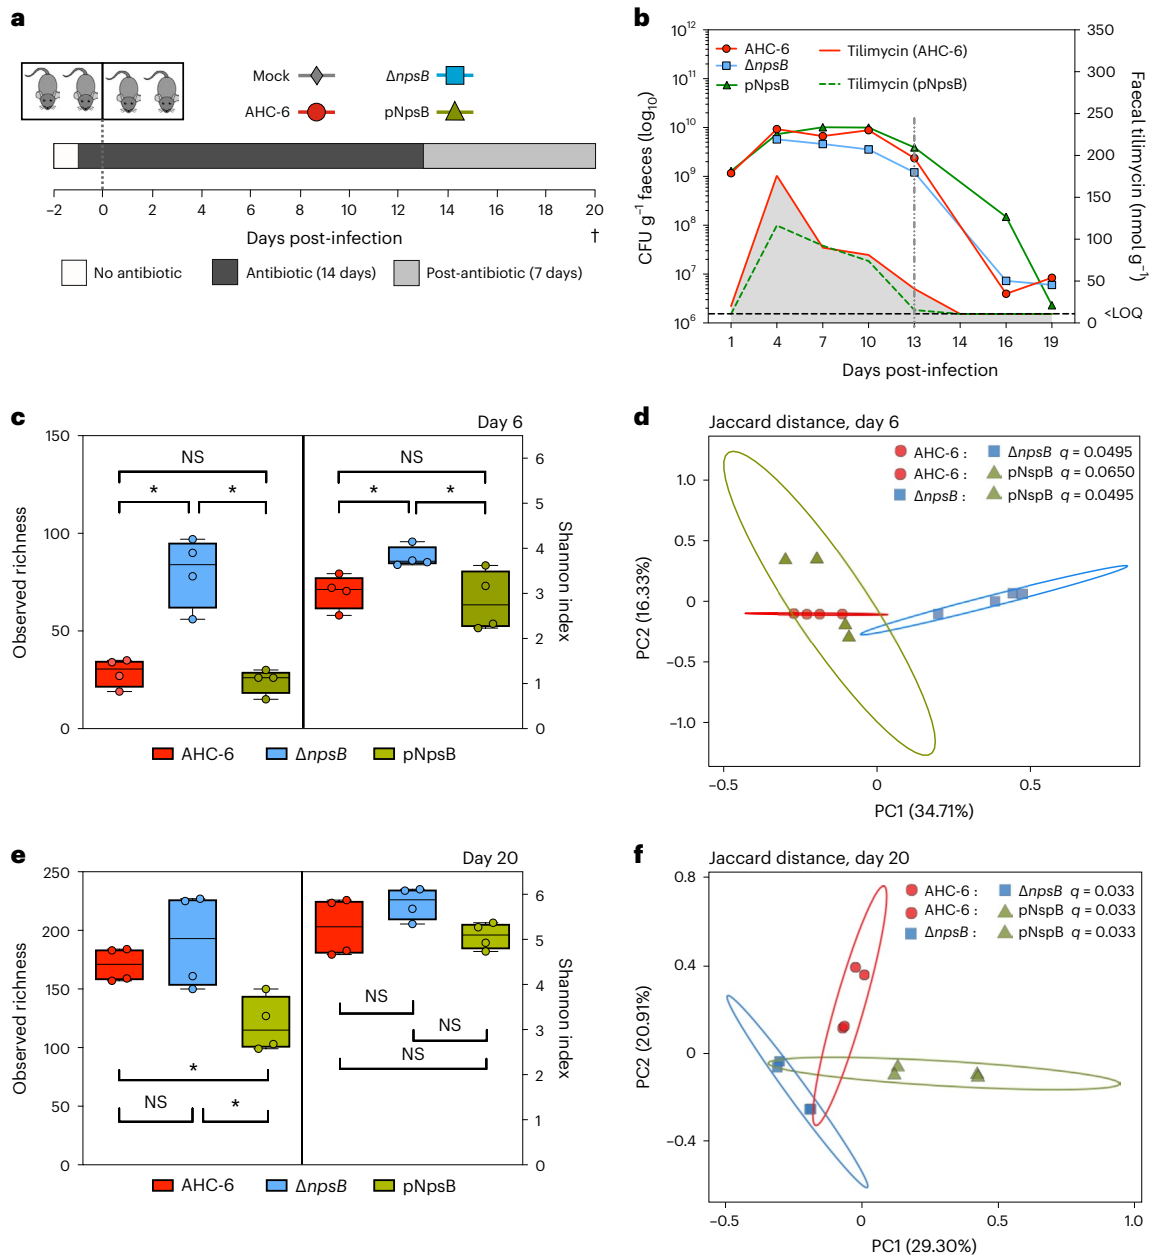 a
Mock
ΔnpsB
AHC-6
pNpsB
−2 0 2 4 6 8 10 12 14 16 18 20
Days post-infection
†
No antibiotic
Antibiotic (14 days)
Post-antibiotic (7 days)
b
AHC-6
ΔnpsB
pNpsB
Tilimycin (AHC-6)
Tilimycin (pNpsB)
CFU g⁻¹ faeces (log₁₀)
10¹²
10¹¹
10¹⁰
10⁹
10⁸
10⁷
10⁶
350
300
250
200
150
100
50
0
<LOQ
Faecal tilimycin (nmol g⁻¹)
1 4 7 10 13 14 16 19
Days post-infection
c
Day 6
Observed richness
150
100
50
0
NS
*
*
NS
*
*
6
5
4
3
2
1
0
Shannon index
AHC-6
ΔnpsB
pNpsB
d
Jaccard distance, day 6
AHC-6 : ΔnpsB q = 0.0495
AHC-6 : pNspB q = 0.0650
ΔnpsB : pNspB q = 0.0495
PC2 (16.33%)
1.0
0.5
0
−0.5
−1.0
−0.5 0 0.5
PC1 (34.71%)
e
Day 20
Observed richness
250
200
150
100
50
0
*
NS
*
NS
NS
NS
6
5
4
3
2
1
0
Shannon index
AHC-6
ΔnpsB
pNpsB
f
Jaccard distance, day 20
AHC-6 : ΔnpsB q = 0.033
AHC-6 : pNspB q = 0.033
ΔnpsB : pNspB q = 0.033
PC2 (20.91%)
0.8
0.4
0
−0.4
−0.5 0 0.5 1.0
PC1 (29.30%)